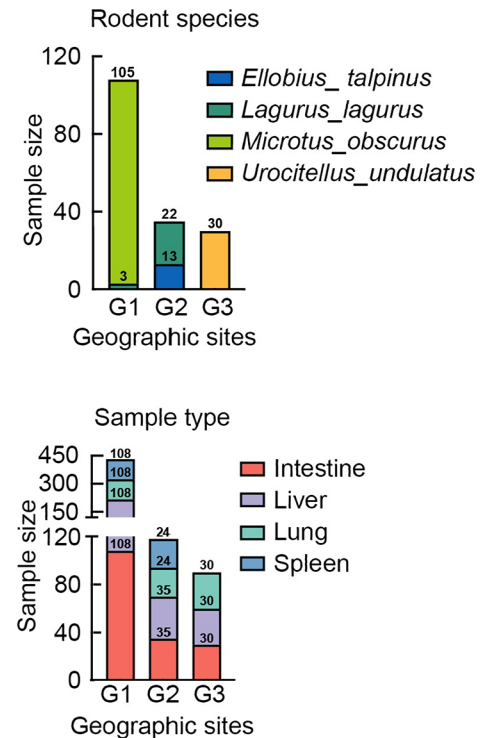 Rodent species
120
80
40
0
Sample size
105
3
22
13
30
G1 G2 G3
Geographic sites
Ellobius_ talpinus
Lagurus_lagurus
Microtus_obscurus
Urocitellus_undulatus
Sample type
450
300
150
120
80
40
0
Sample size
108
108
108
108
24
24
35
35
30
30
30
G1 G2 G3
Geographic sites
Intestine
Liver
Lung
Spleen